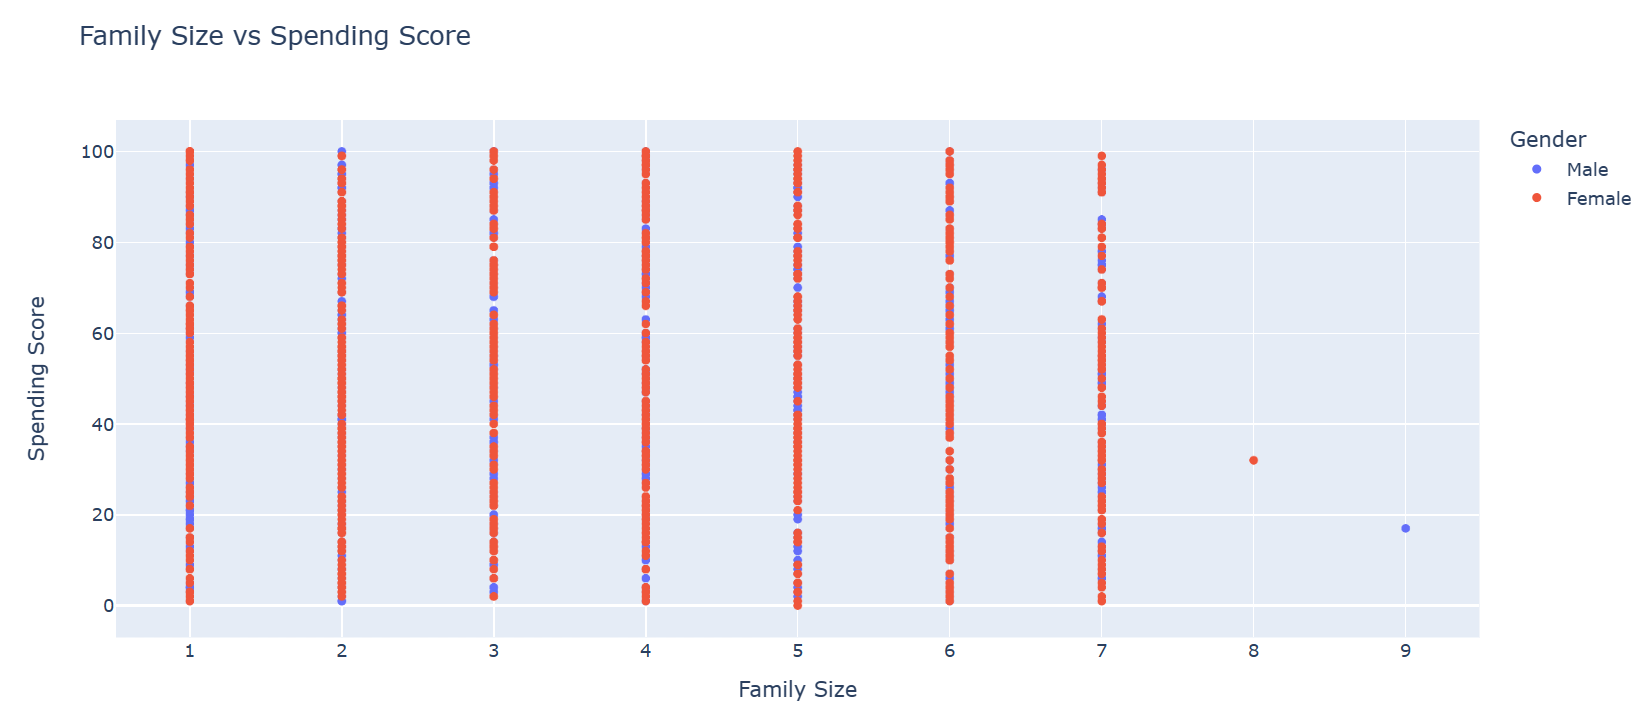 Family Size vs Spending Score
Gender
Male
Female
100
80
60
40
20
0
Spending Score
1 2 3 4 5 6 7 8 9
Family Size